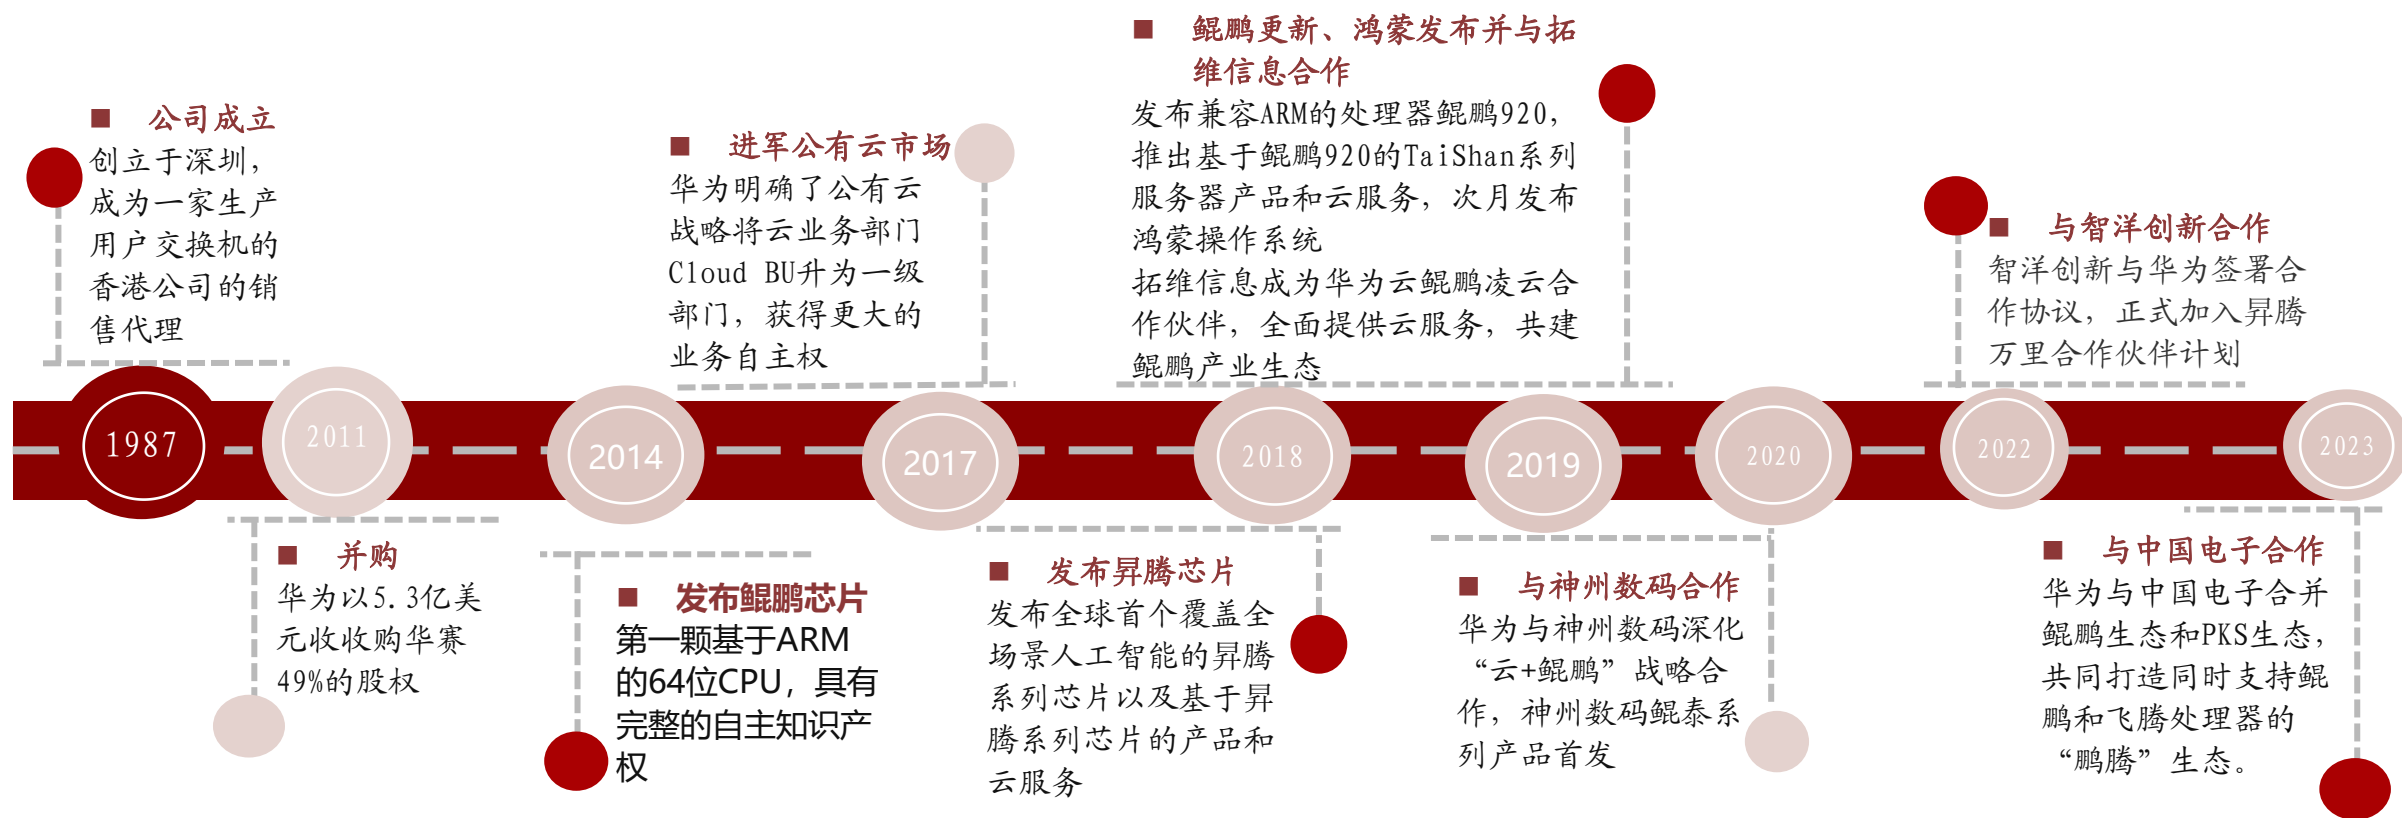 ■ 公司成立
创立于深圳，
成为一家生产
用户交换机的
香港公司的销
售代理
■ 进军公有云市场
华为明确了公有云
战略将云业务部门
Cloud BU升为一级
部门，获得更大的
业务自主权
■ 鲲鹏更新、鸿蒙发布并与拓
维信息合作
发布兼容ARM的处理器鲲鹏920，
推出基于鲲鹏920的TaiShan系列
服务器产品和云服务，次月发布
鸿蒙操作系统
拓维信息成为华为云鲲鹏凌云合
作伙伴，全面提供云服务，共建
鲲鹏产业生态
■ 与智洋创新合作
智洋创新与华为签署合
作协议，正式加入昇腾
万里合作伙伴计划
1987
2011
2014
2017
2018
2019
2020
2022
2023
■ 并购
华为以5.3亿美
元收收购华赛
49%的股权
■ 发布鲲鹏芯片
第一颗基于ARM
的64位CPU，具有
完整的自主知识产
权
■ 发布昇腾芯片
发布全球首个覆盖全
场景人工智能的昇腾
系列芯片以及基于昇
腾系列芯片的产品和
云服务
■ 与神州数码合作
华为与神州数码深化
“云+鲲鹏”战略合
作，神州数码鲲泰系
列产品首发
■ 与中国电子合作
华为与中国电子合并
鲲鹏生态和PKS生态，
共同打造同时支持鲲
鹏和飞腾处理器的
“鹏腾”生态。